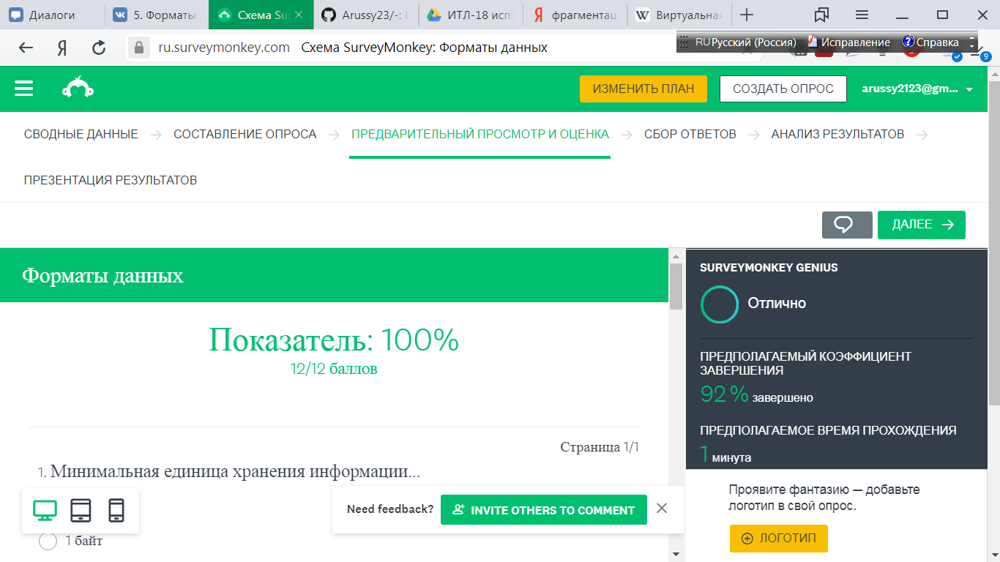 Диалоги
5. Форматы
Схема Su
Arussy23/-:
ИТЛ-18 исп
фрагментац
Виртуальная
ru.surveymonkey.com Схема SurveyMonkey: Форматы данных
RU Русский (Россия) Исправление Справка
9
ИЗМЕНИТЬ ПЛАН
СОЗДАТЬ ОПРОС
arussy2123@gm...
СВОДНЫЕ ДАННЫЕ
СОСТАВЛЕНИЕ ОПРОСА
ПРЕДВАРИТЕЛЬНЫЙ ПРОСМОТР И ОЦЕНКА
СБОР ОТВЕТОВ
АНАЛИЗ РЕЗУЛЬТАТОВ
ПРЕЗЕНТАЦИЯ РЕЗУЛЬТАТОВ
ДАЛЕЕ
Форматы данных
Показатель: 100%
12/12 баллов
Страница 1/1
1. Минимальная единица хранения информации...
1 байт
Need feedback? INVITE OTHERS TO COMMENT
SURVEYMONKEY GENIUS
Отлично
ПРЕДПОЛАГАЕМЫЙ КОЭФФИЦИЕНТ
ЗАВЕРШЕНИЯ
92 % завершено
ПРЕДПОЛАГАЕМОЕ ВРЕМЯ ПРОХОЖДЕНИЯ
1 минута
Проявите фантазию — добавьте
логотип в свой опрос.
ЛОГОТИП